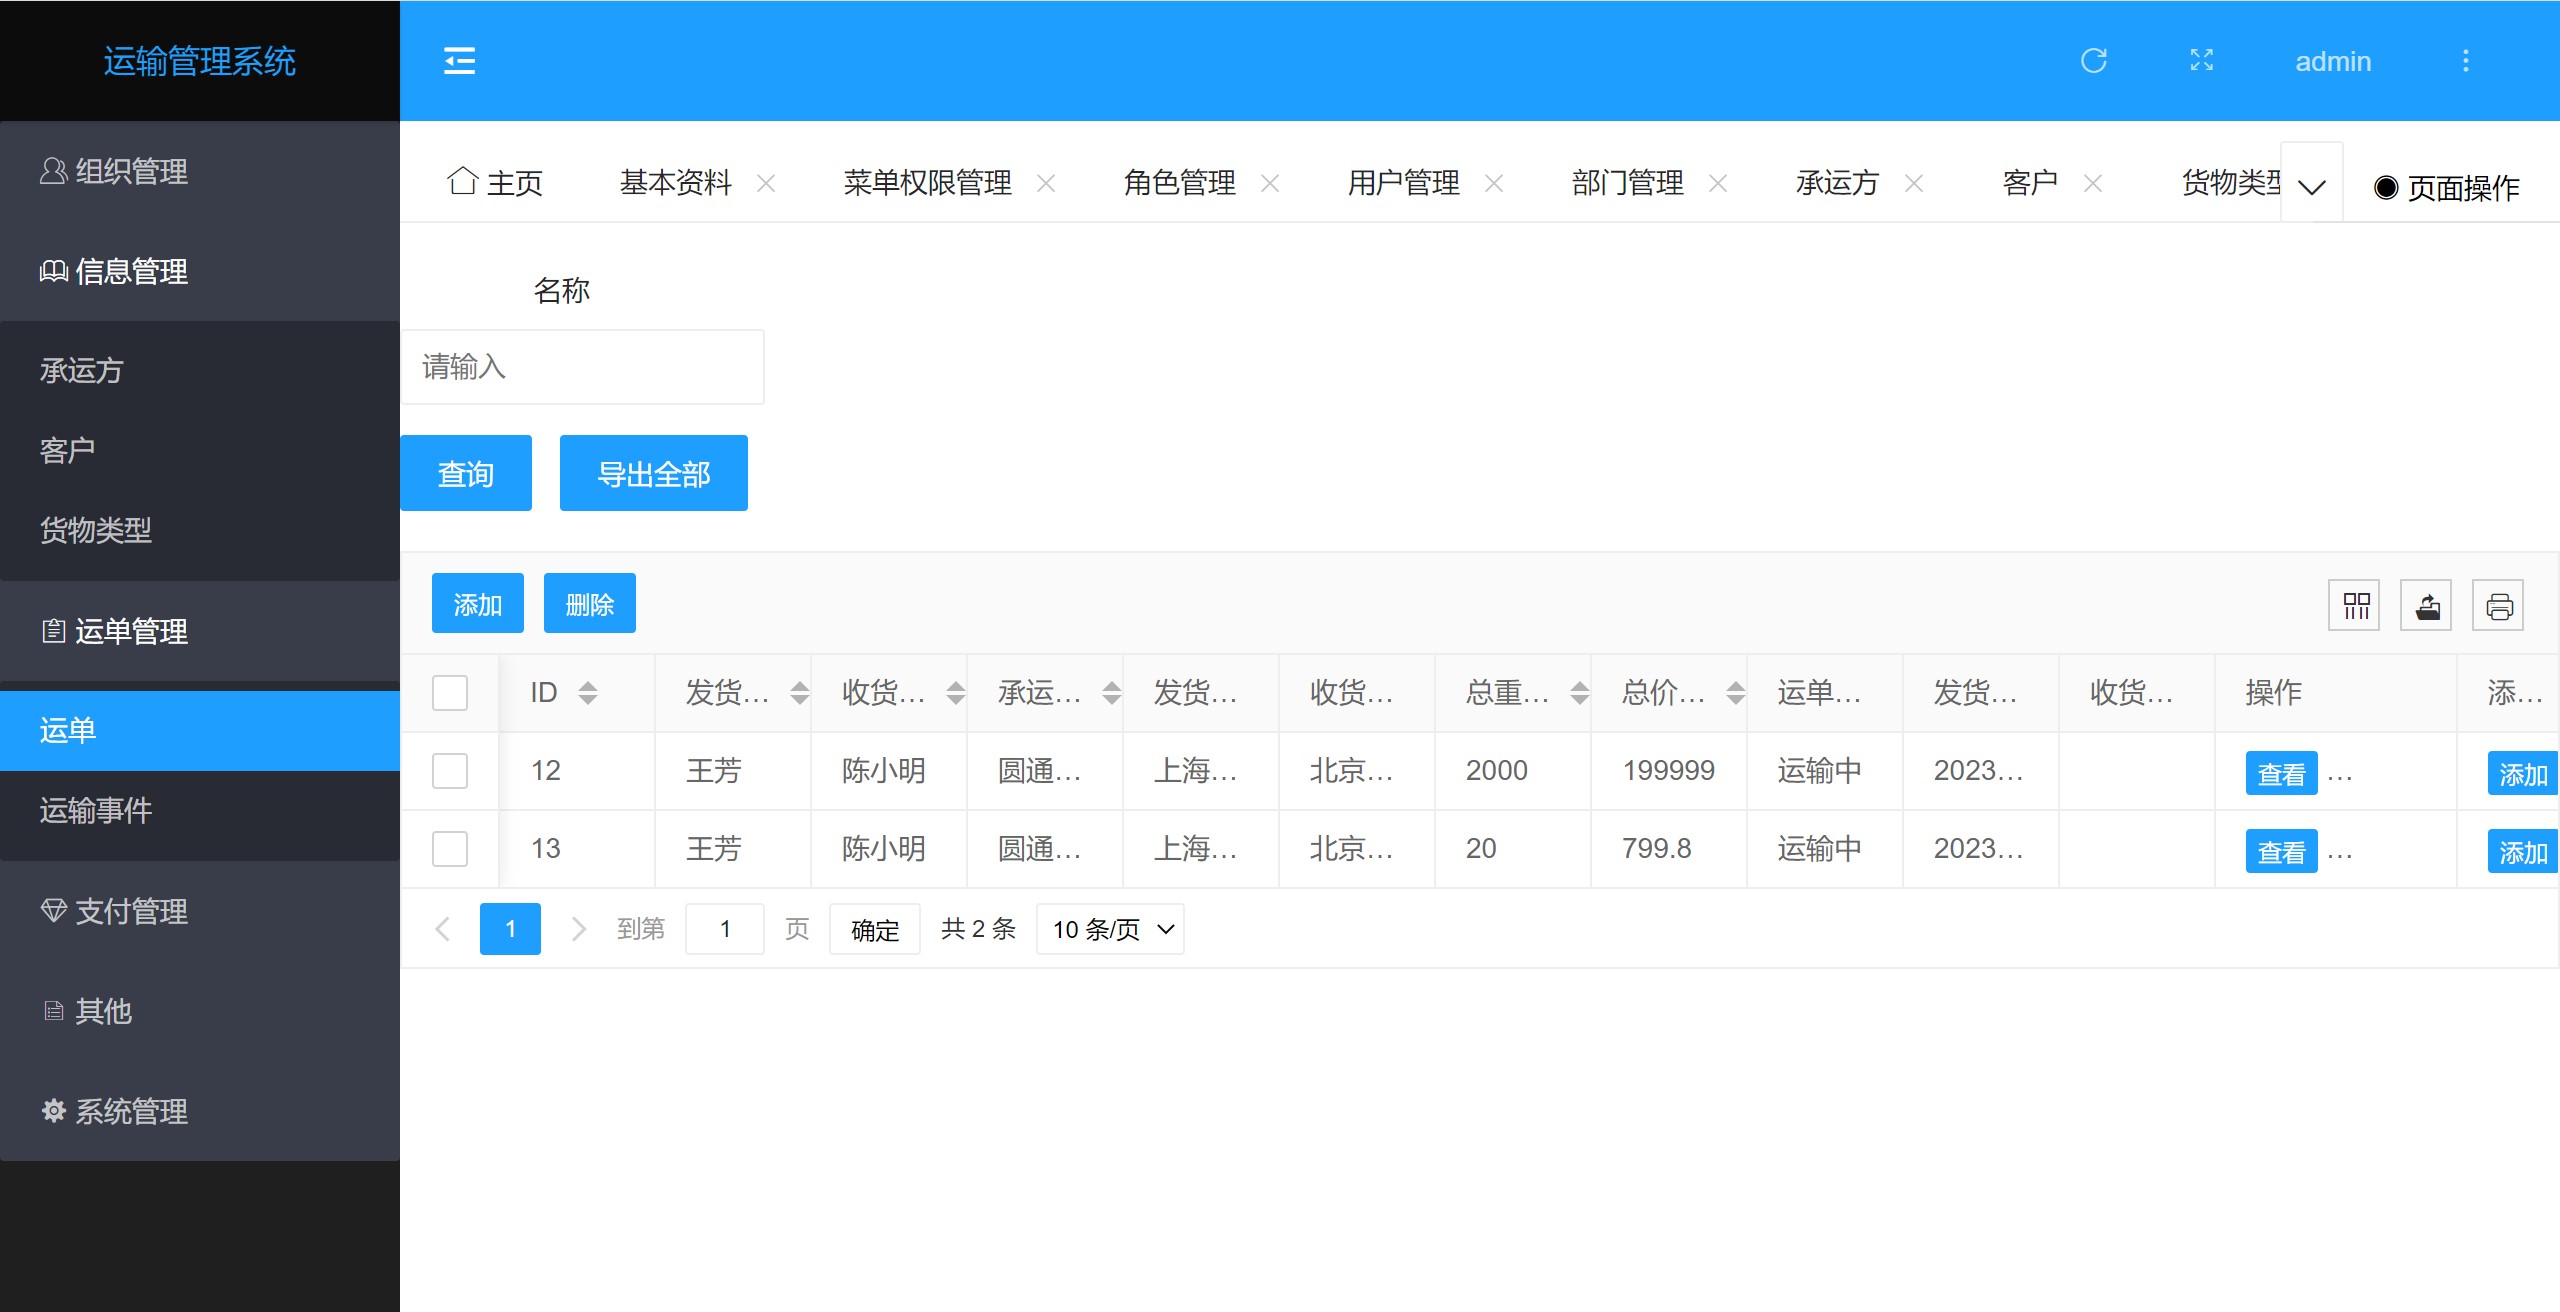 运输管理系统
admin
组织管理
信息管理
承运方
客户
货物类型
运单管理
运单
运输事件
支付管理
其他
系统管理
主页 基本资料 菜单权限管理 角色管理 用户管理 部门管理 承运方 客户 货物类型 页面操作
名称
请输入
查询 导出全部
添加 删除
ID 发货… 收货… 承运… 发货… 收货… 总重… 总价… 运单… 发货… 收货… 操作 添…
12 王芳 陈小明 圆通… 上海… 北京… 2000 199999 运输中 2023… 查看 … 添加
13 王芳 陈小明 圆通… 上海… 北京… 20 799.8 运输中 2023… 查看 … 添加
1 到第 1 页 确定 共 2 条 10 条/页